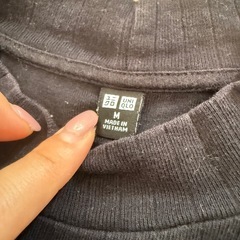 ユニ UNI
クロ QLO
M
MADE IN
VIETNAM